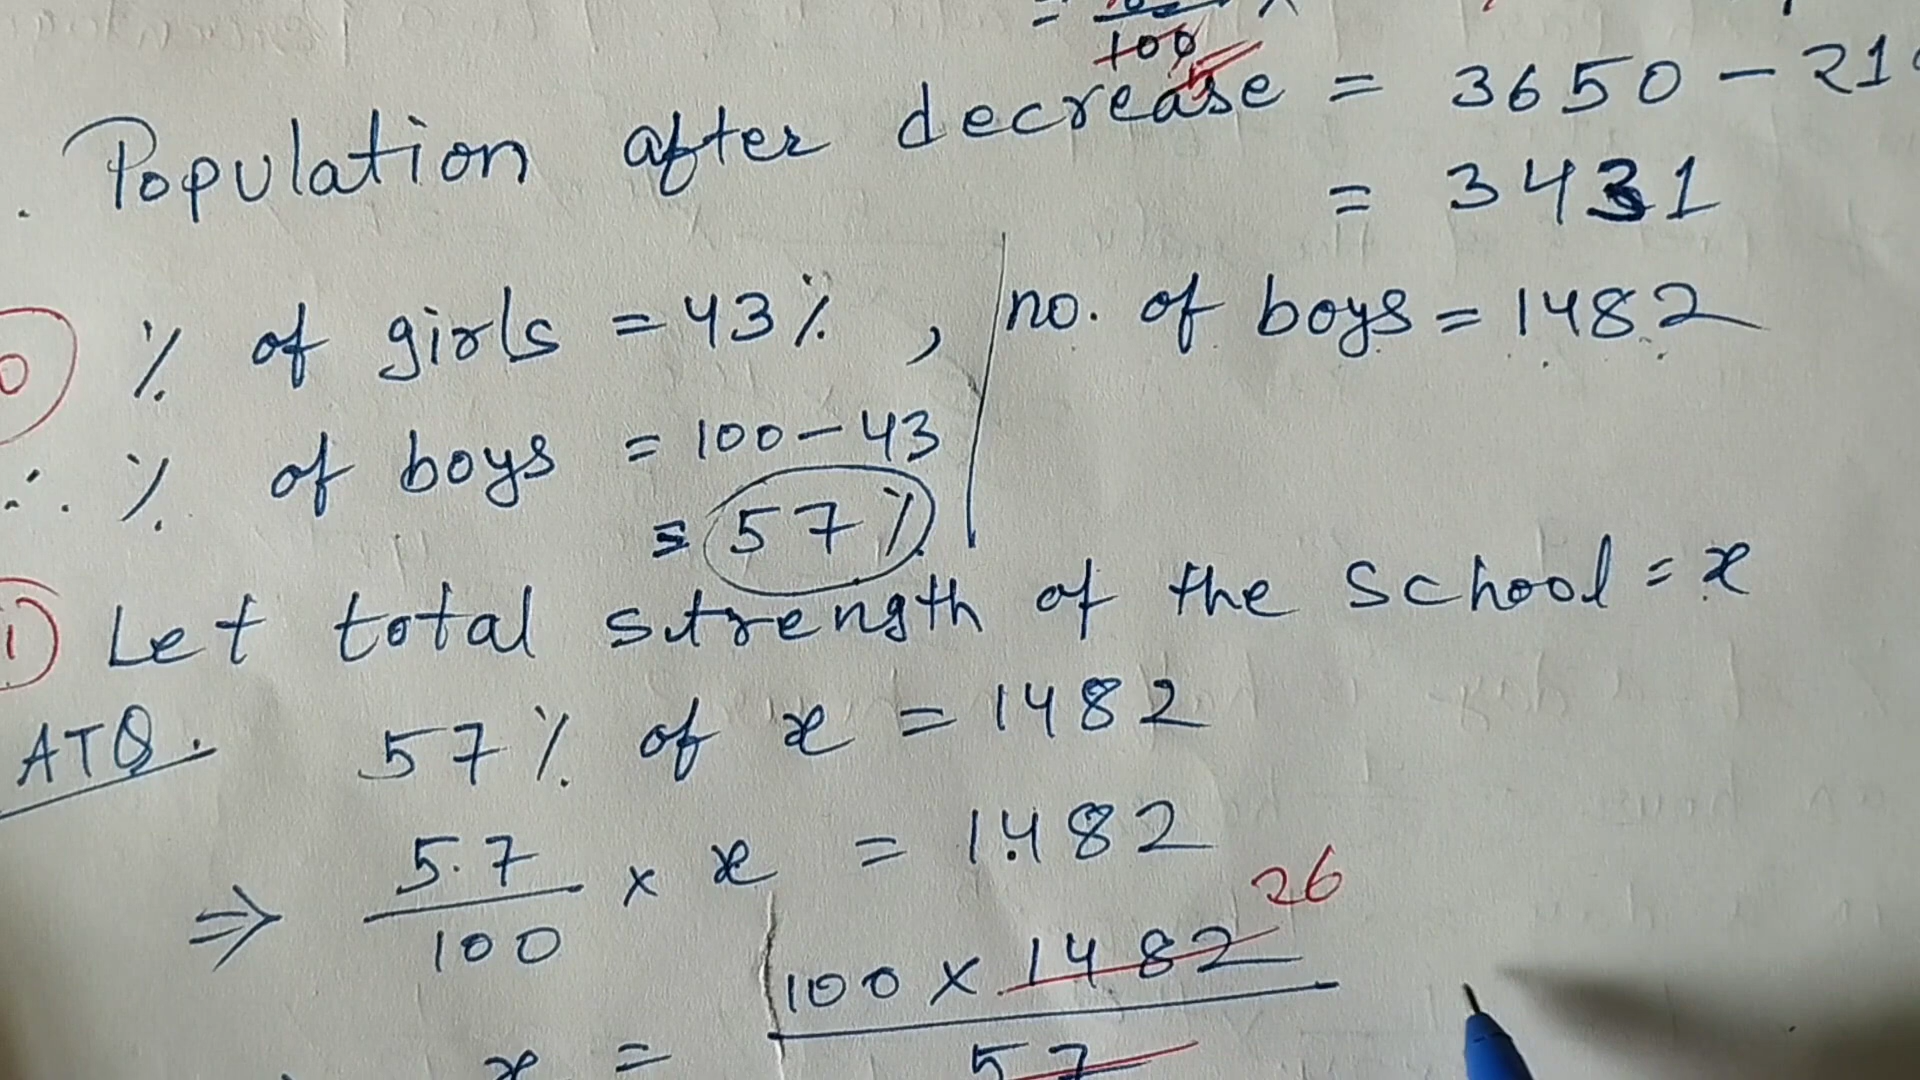 = /100 ×
Population after decrease = 3650 - 21
= 3431
% of girls = 43% , no. of boys = 1482
∴ % of boys = 100 - 43
= 57%
Let total strength of the school = x
ATQ. 57% of x = 1482
⇒ 57/100 × x = 1482
26
x = 100 × 1482 / 57